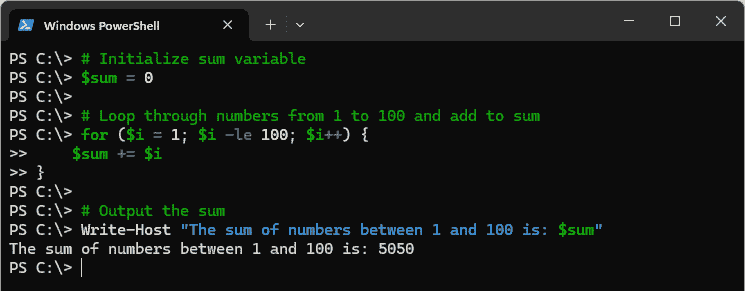 Windows PowerShell
PS C:\> # Initialize sum variable
PS C:\> $sum = 0
PS C:\>
PS C:\> # Loop through numbers from 1 to 100 and add to sum
PS C:\> for ($i = 1; $i -le 100; $i++) {
>>     $sum += $i
>> }
PS C:\>
PS C:\> # Output the sum
PS C:\> Write-Host "The sum of numbers between 1 and 100 is: $sum"
The sum of numbers between 1 and 100 is: 5050
PS C:\>